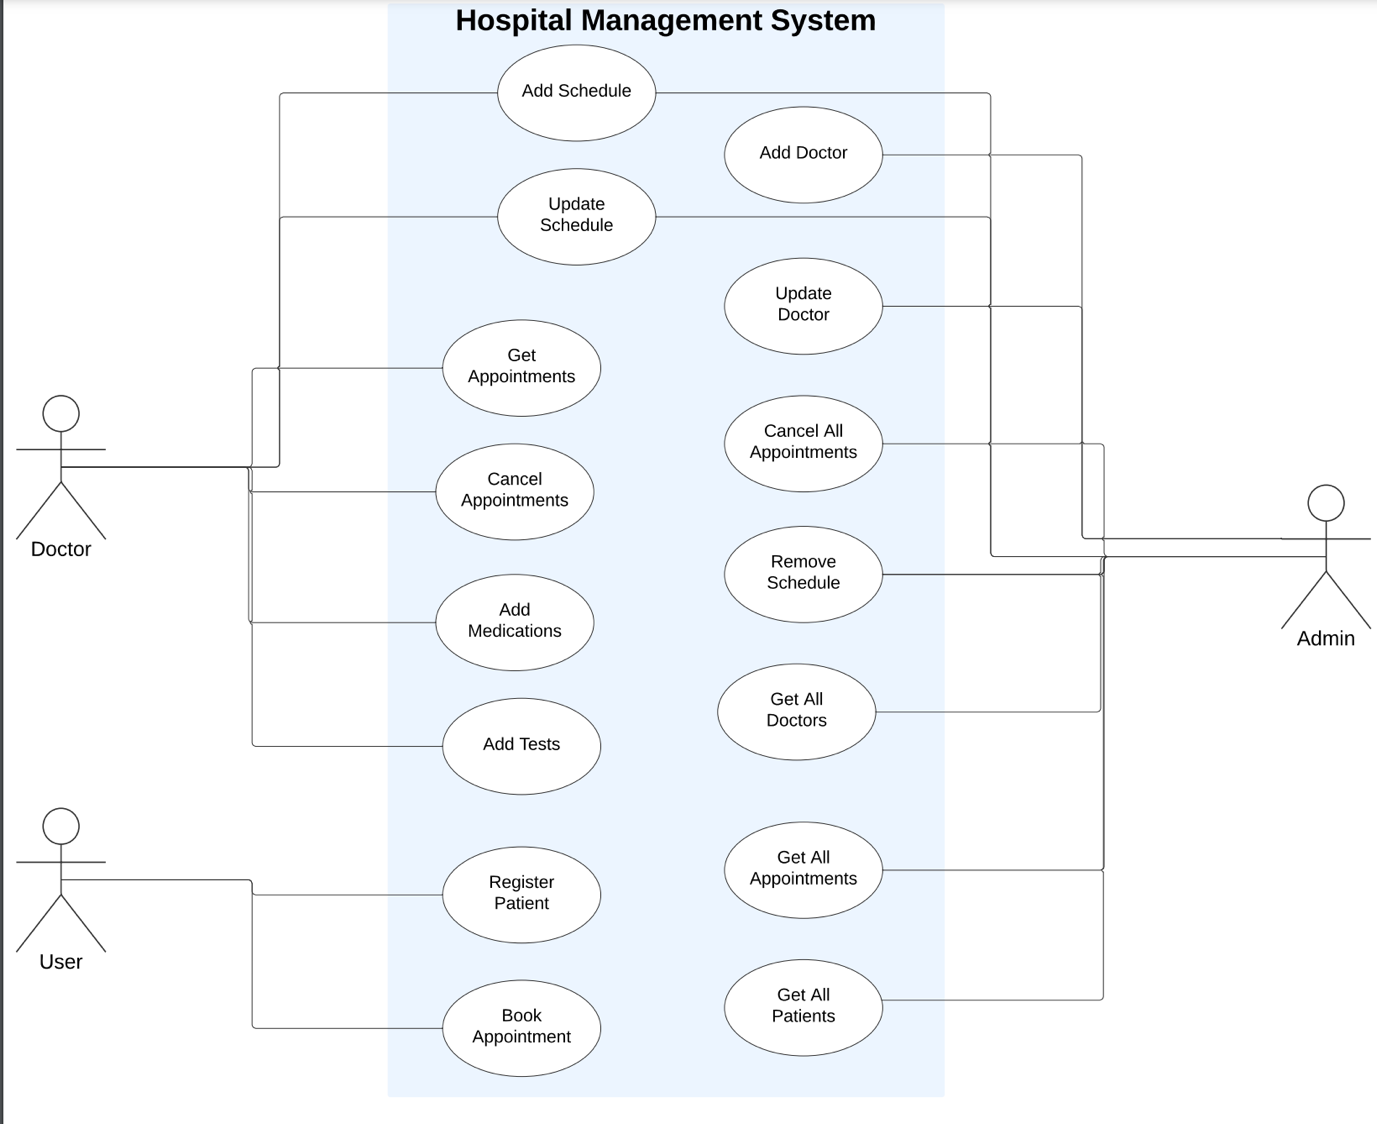 Hospital Management System
Add Schedule
Add Doctor
Update
Schedule
Update
Doctor
Get
Appointments
Cancel All
Appointments
Cancel
Appointments
Doctor
Remove
Schedule
Add
Medications
Admin
Get All
Doctors
Add Tests
Get All
Appointments
Register
Patient
User
Get All
Patients
Book
Appointment